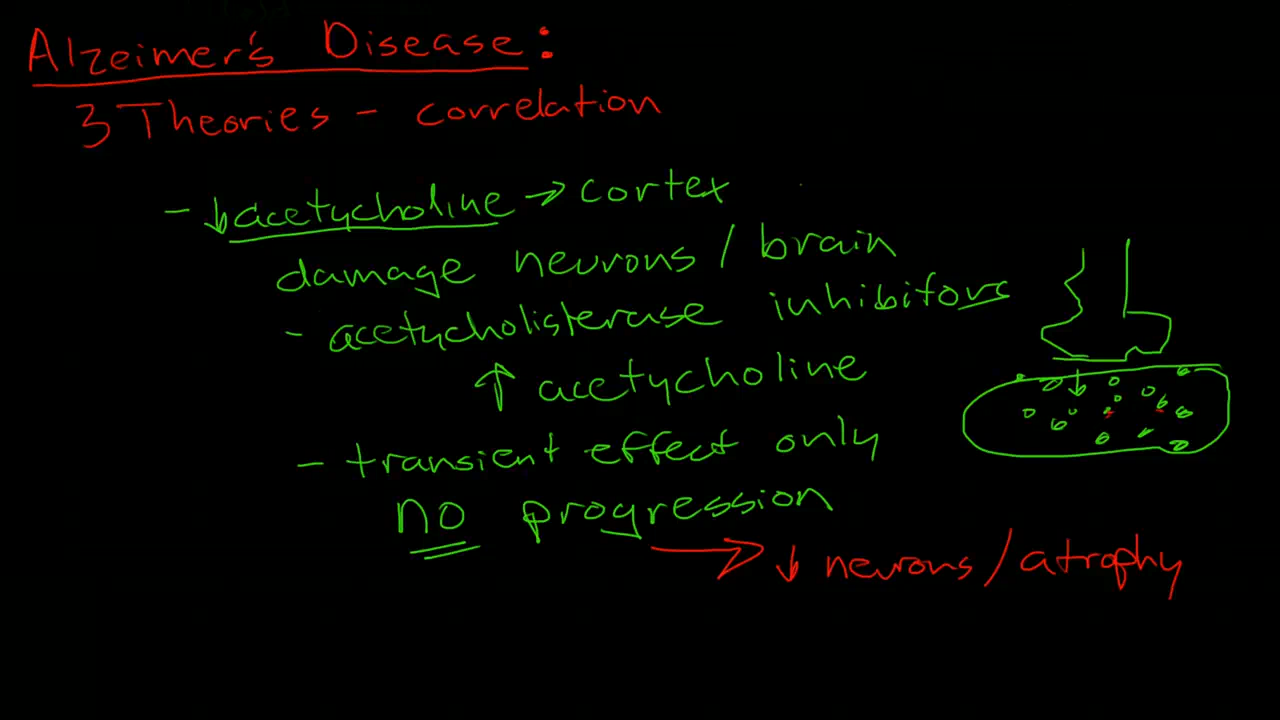 Alzeimer's Disease:
3 Theories - correlation
- ↓acetycholine → cortex
damage neurons / brain
- acetycholisterase inhibitors
↑ acetycholine
- transient effect only
no progression
→ ↓ neurons / atrophy